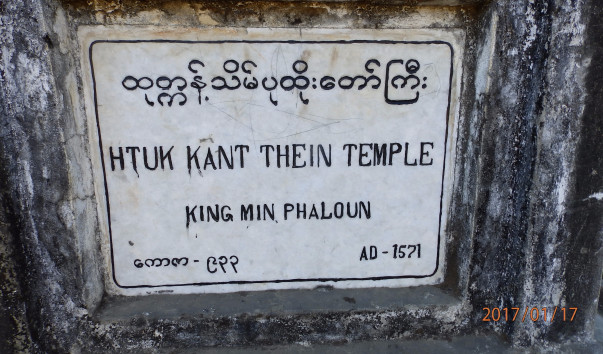 ထုတ္ကန့်သိမ်ပုထိုးတော်ကြီး
HTUK KANT THEIN TEMPLE
KING MIN PHALOUN
ကောဇာ - ၉၃၃ AD - 1571
2017/01/17